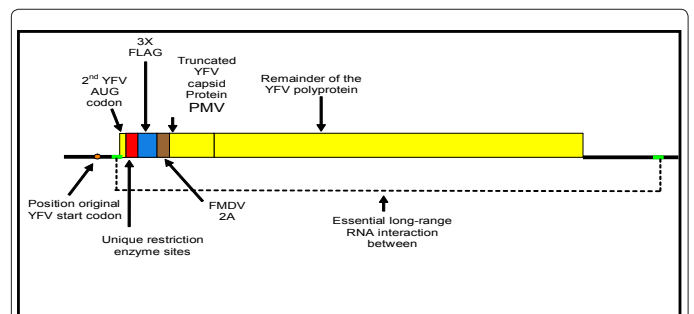 3X
FLAG
2nd YFV
AUG
codon
Truncated
YFV
capsid
Protein
PMV
Remainder of the
YFV polyprotein
Position original
YFV start codon
Unique restriction
enzyme sites
FMDV
2A
Essential long-range
RNA interaction
between